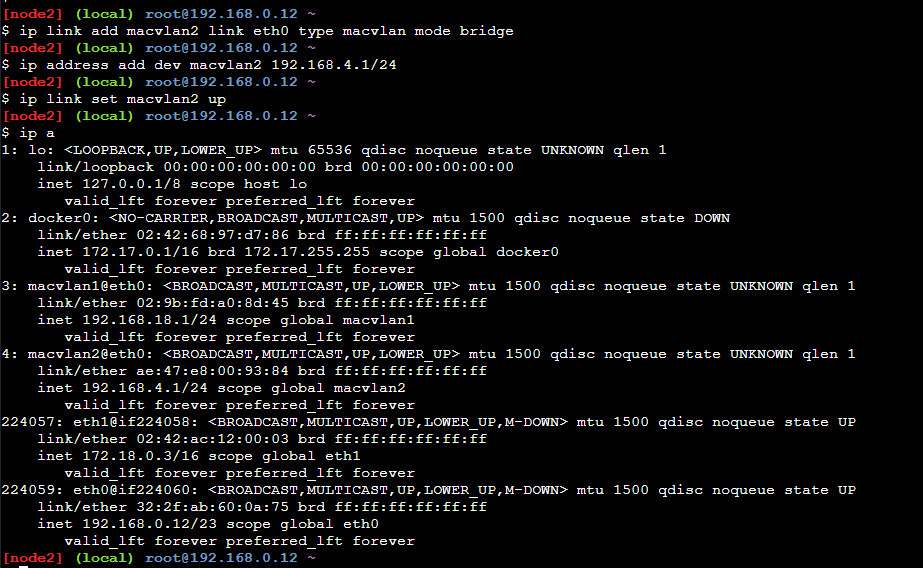 [node2] (local) root@192.168.0.12 ~
$ ip link add macvlan2 link eth0 type macvlan mode bridge
[node2] (local) root@192.168.0.12 ~
$ ip address add dev macvlan2 192.168.4.1/24
[node2] (local) root@192.168.0.12 ~
$ ip link set macvlan2 up
[node2] (local) root@192.168.0.12 ~
$ ip a
1: lo: <LOOPBACK,UP,LOWER_UP> mtu 65536 qdisc noqueue state UNKNOWN qlen 1
    link/loopback 00:00:00:00:00:00 brd 00:00:00:00:00:00
    inet 127.0.0.1/8 scope host lo
       valid_lft forever preferred_lft forever
2: docker0: <NO-CARRIER,BROADCAST,MULTICAST,UP> mtu 1500 qdisc noqueue state DOWN
    link/ether 02:42:68:97:d7:86 brd ff:ff:ff:ff:ff:ff
    inet 172.17.0.1/16 brd 172.17.255.255 scope global docker0
       valid_lft forever preferred_lft forever
3: macvlan1@eth0: <BROADCAST,MULTICAST,UP,LOWER_UP> mtu 1500 qdisc noqueue state UNKNOWN qlen 1
    link/ether 02:9b:fd:a0:8d:45 brd ff:ff:ff:ff:ff:ff
    inet 192.168.18.1/24 scope global macvlan1
       valid_lft forever preferred_lft forever
4: macvlan2@eth0: <BROADCAST,MULTICAST,UP,LOWER_UP> mtu 1500 qdisc noqueue state UNKNOWN qlen 1
    link/ether ae:47:e8:00:93:84 brd ff:ff:ff:ff:ff:ff
    inet 192.168.4.1/24 scope global macvlan2
       valid_lft forever preferred_lft forever
224057: eth1@if224058: <BROADCAST,MULTICAST,UP,LOWER_UP,M-DOWN> mtu 1500 qdisc noqueue state UP
    link/ether 02:42:ac:12:00:03 brd ff:ff:ff:ff:ff:ff
    inet 172.18.0.3/16 scope global eth1
       valid_lft forever preferred_lft forever
224059: eth0@if224060: <BROADCAST,MULTICAST,UP,LOWER_UP,M-DOWN> mtu 1500 qdisc noqueue state UP
    link/ether 32:2f:ab:60:0a:75 brd ff:ff:ff:ff:ff:ff
    inet 192.168.0.12/23 scope global eth0
       valid_lft forever preferred_lft forever
[node2] (local) root@192.168.0.12 ~